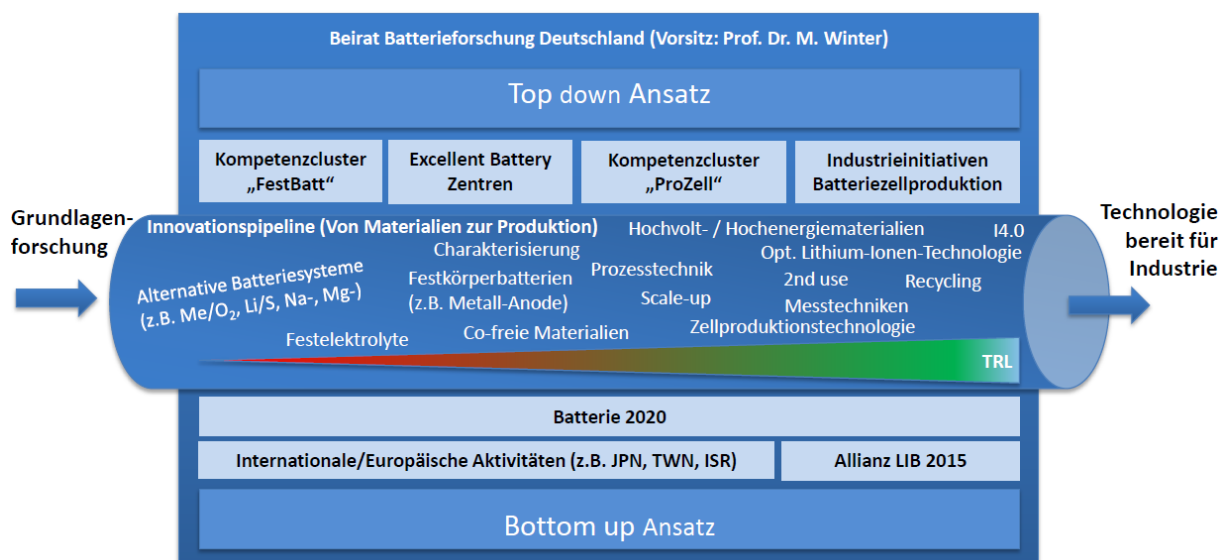 Beirat Batterieforschung Deutschland (Vorsitz: Prof. Dr. M. Winter)
Top down Ansatz
Kompetenzcluster
„FestBatt“
Excellent Battery
Zentren
Kompetenzcluster
„ProZell“
Industrieinitiativen
Batteriezellproduktion
Grundlagen-
forschung
Innovationspipeline (Von Materialien zur Produktion)
Hochvolt- / Hochenergiematerialien
I4.0
Charakterisierung
Opt. Lithium-Ionen-Technologie
Alternative Batteriesysteme
(z.B. Me/O₂, Li/S, Na-, Mg-)
Festkörperbatterien
(z.B. Metall-Anode)
Prozesstechnik
2nd use
Recycling
Scale-up
Messtechniken
Festelektrolyte
Co-freie Materialien
Zellproduktionstechnologie
TRL
Technologie
bereit für
Industrie
Batterie 2020
Internationale/Europäische Aktivitäten (z.B. JPN, TWN, ISR)
Allianz LIB 2015
Bottom up Ansatz